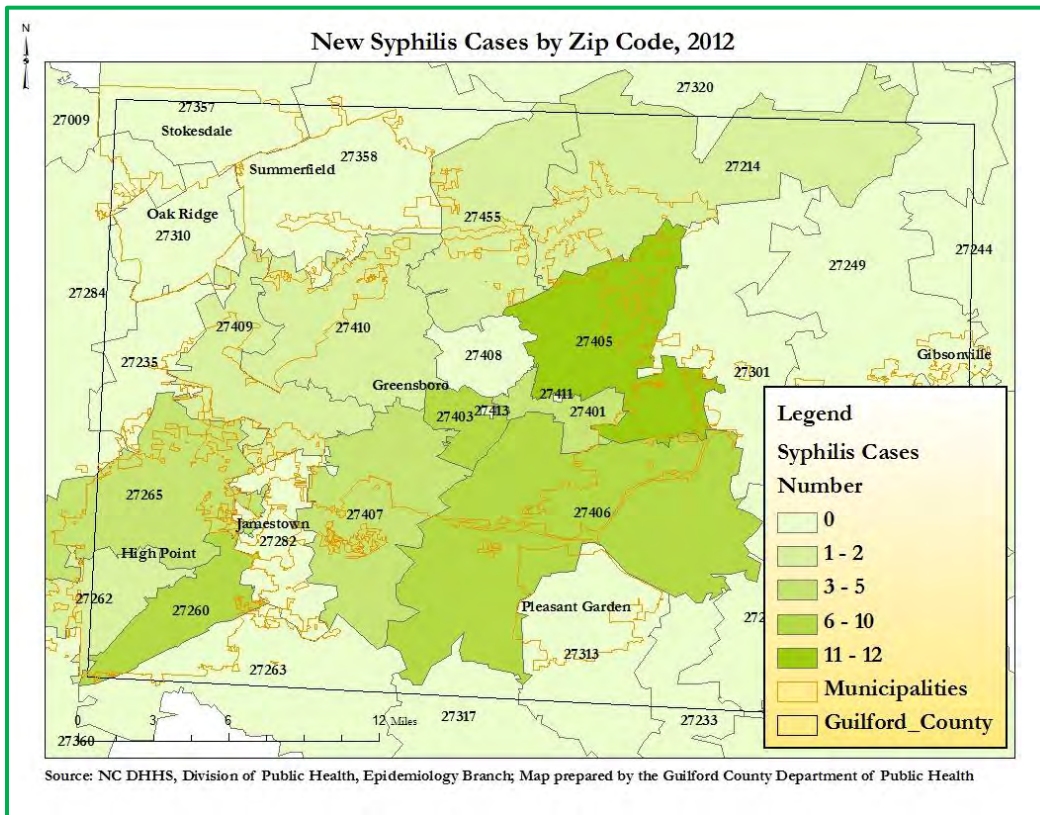 N
New Syphilis Cases by Zip Code, 2012
27320
27009
27357
Stokesdale
27358
Summerfield
27214
Oak Ridge
27310
27455
27244
27249
27284
27409
27410
27405
27408
27235
Gibsonville
27301
Greensboro
27411
27403
27413
27401
27265
27407
27406
Jamestown
27282
High Point
27262
27260
Pleasant Garden
27313
27263
27317
27233
27360
0 3 6 12 Miles
Legend
Syphilis Cases
Number
0
1 - 2
3 - 5
6 - 10
11 - 12
Municipalities
Guilford_County
Source: NC DHHS, Division of Public Health, Epidemiology Branch; Map prepared by the Guilford County Department of Public Health